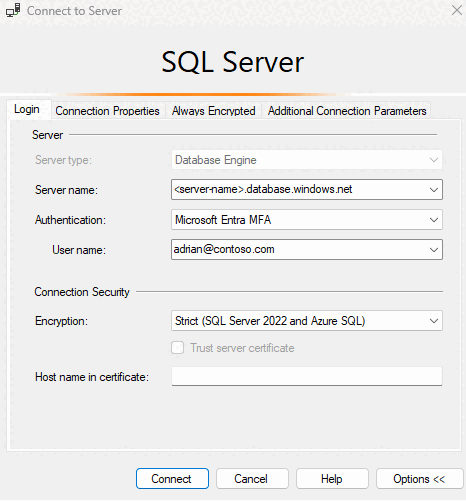 Connect to Server
SQL Server
Login Connection Properties Always Encrypted Additional Connection Parameters
Server
Server type: Database Engine
Server name: <server-name>.database.windows.net
Authentication: Microsoft Entra MFA
User name: adrian@contoso.com
Connection Security
Encryption: Strict (SQL Server 2022 and Azure SQL)
Trust server certificate
Host name in certificate:
Connect Cancel Help Options <<